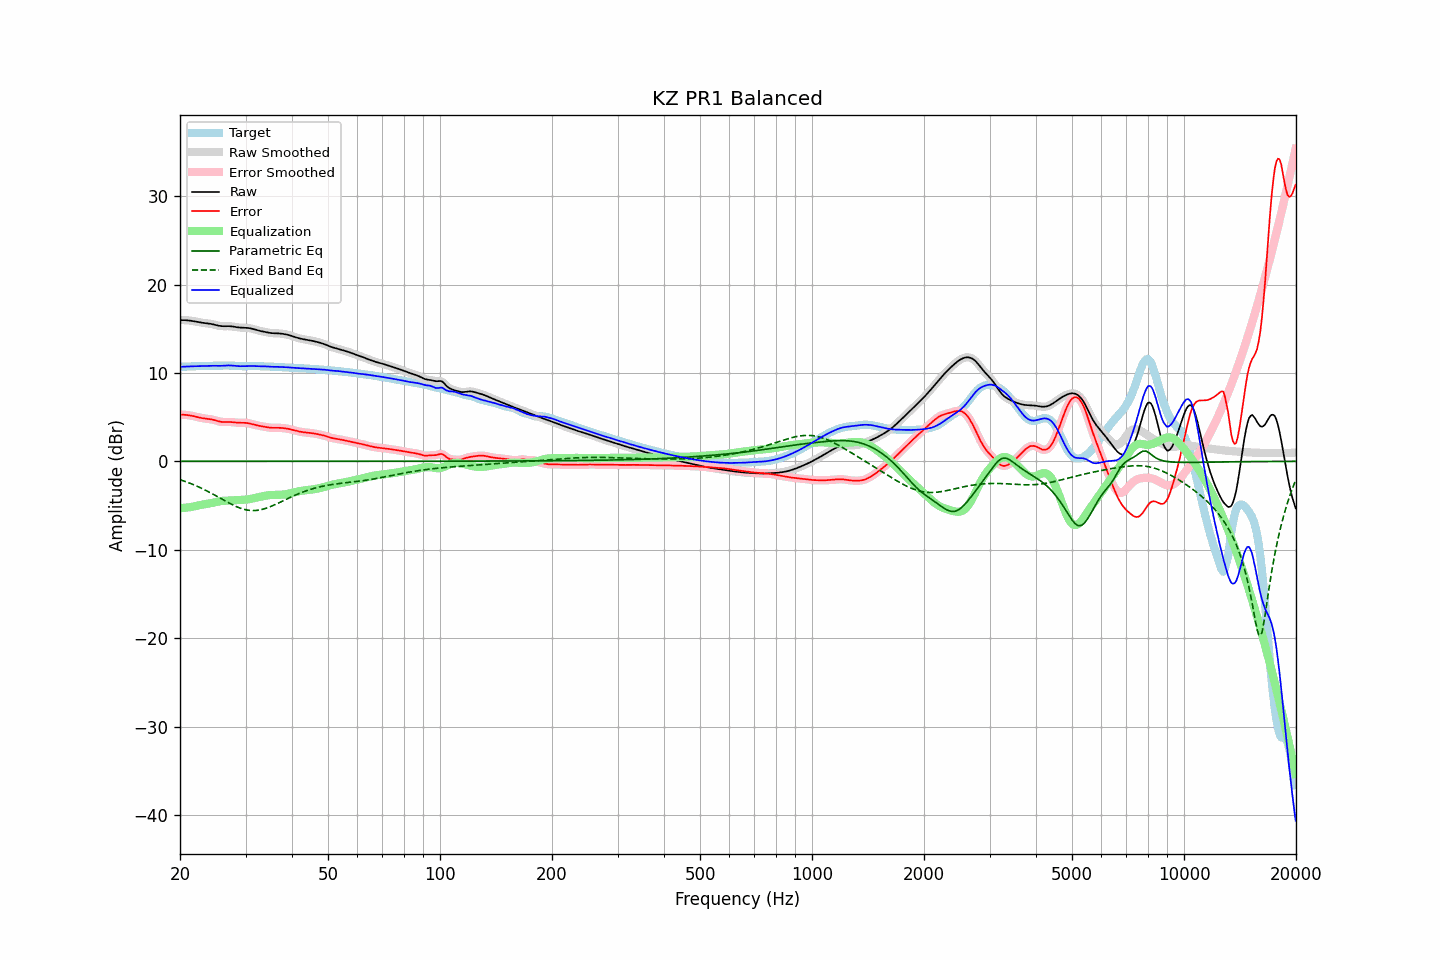 KZ PR1 Balanced
Target
Raw Smoothed
Error Smoothed
Raw
Error
Equalization
Parametric Eq
Fixed Band Eq
Equalized
Amplitude (dBr)
30
20
10
0
−10
−20
−30
−40
20 50 100 200 500 1000 2000 5000 10000 20000
Frequency (Hz)